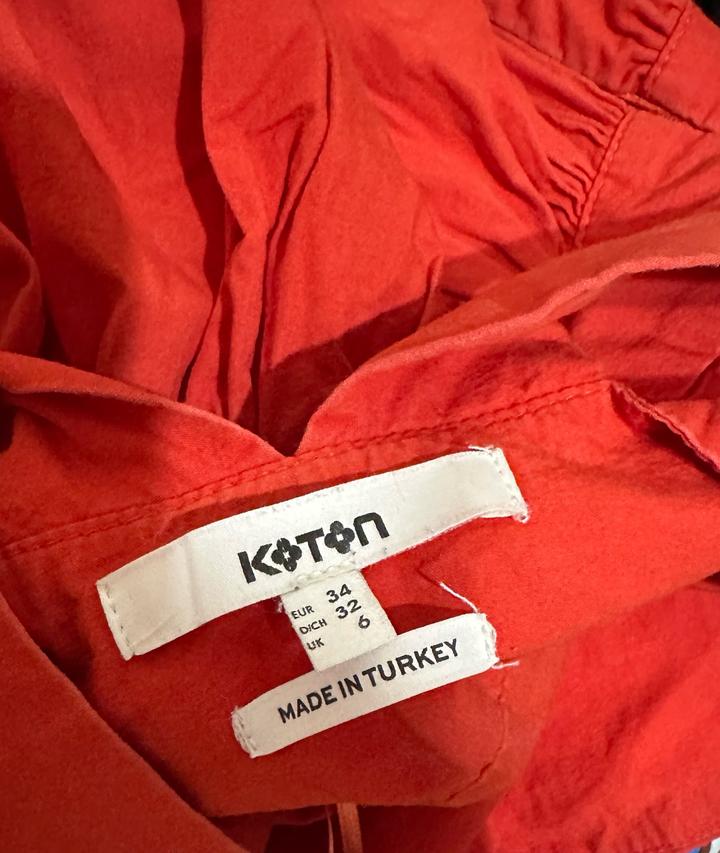 KOTON
EUR 34
D/CH 32
UK 6
MADE IN TURKEY